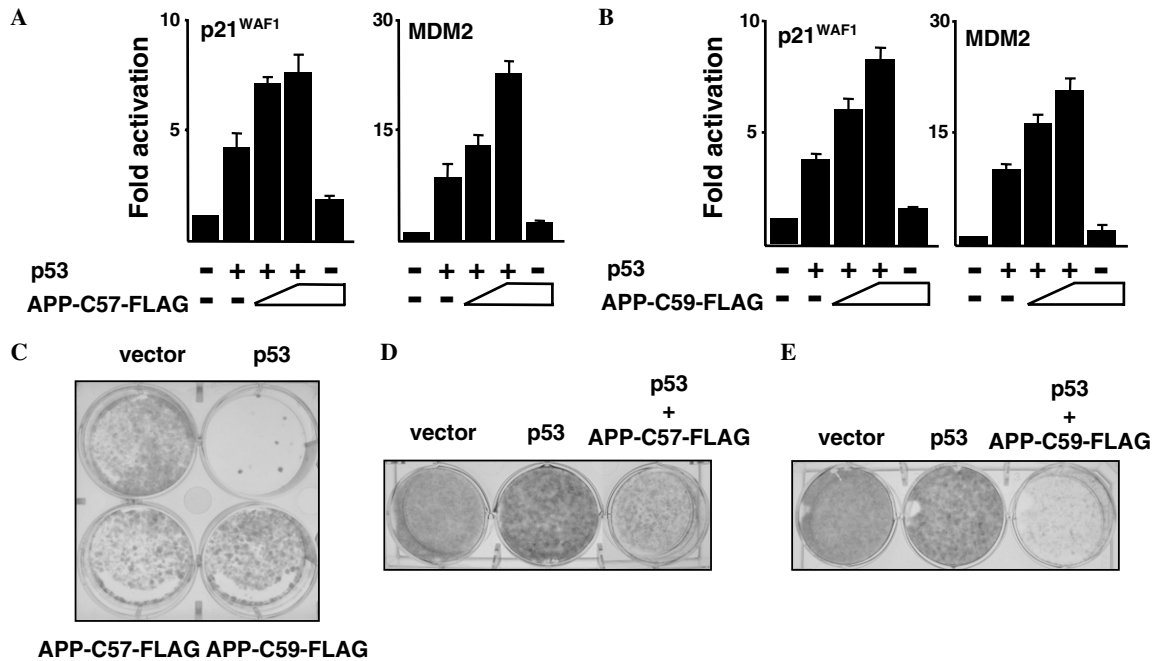 A
Fold activation
10
5
p21WAF1
30
15
MDM2
p53 - + + + -
APP-C57-FLAG - -
B
Fold activation
10
5
p21WAF1
30
15
MDM2
- + + + -
- -
p53 - + + + -
APP-C59-FLAG - -
- + + + -
- -
C
vector p53
APP-C57-FLAG APP-C59-FLAG
D
vector
p53
p53
+
APP-C57-FLAG
E
vector
p53
p53
+
APP-C59-FLAG